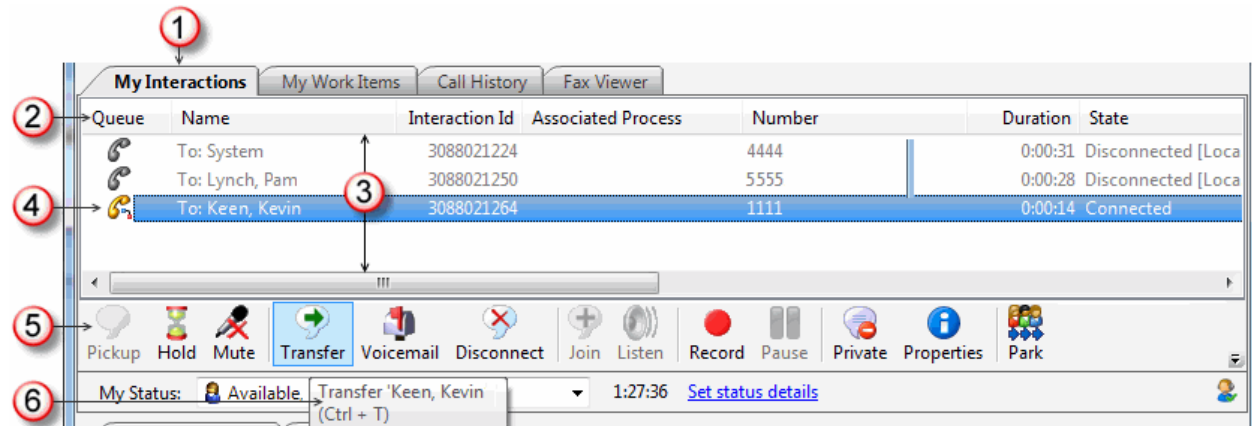 1
My Interactions My Work Items Call History Fax Viewer
2 Queue Name Interaction Id Associated Process Number Duration State
To: System 3088021224 4444 0:00:31 Disconnected [Loca
To: Lynch, Pam 3088021250 5555 0:00:28 Disconnected [Loca
3
4 To: Keen, Kevin 3088021264 1111 0:00:14 Connected
5 Pickup Hold Mute Transfer Voicemail Disconnect Join Listen Record Pause Private Properties Park
6 My Status: Available, 1:27:36 Set status details
Transfer 'Keen, Kevin
(Ctrl + T)